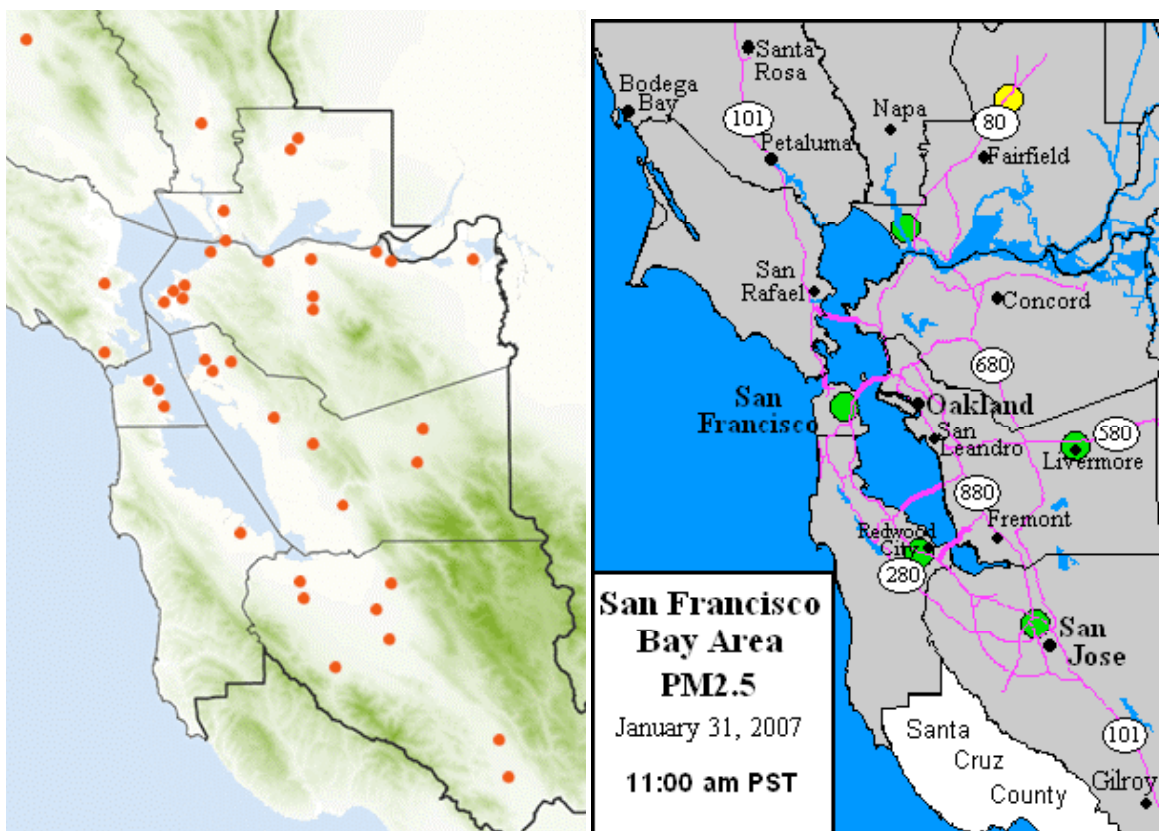 Santa
Rosa
Bodega
Bay
101
Napa
80
Petaluma
Fairfield
San
Rafael
Concord
680
San
Francisco
Oakland
San
Leandro
580
Livermore
880
Redwood
City
Fremont
280
San Francisco
Bay Area
PM2.5
January 31, 2007
11:00 am PST
San
Jose
Santa
Cruz
County
101
Gilroy